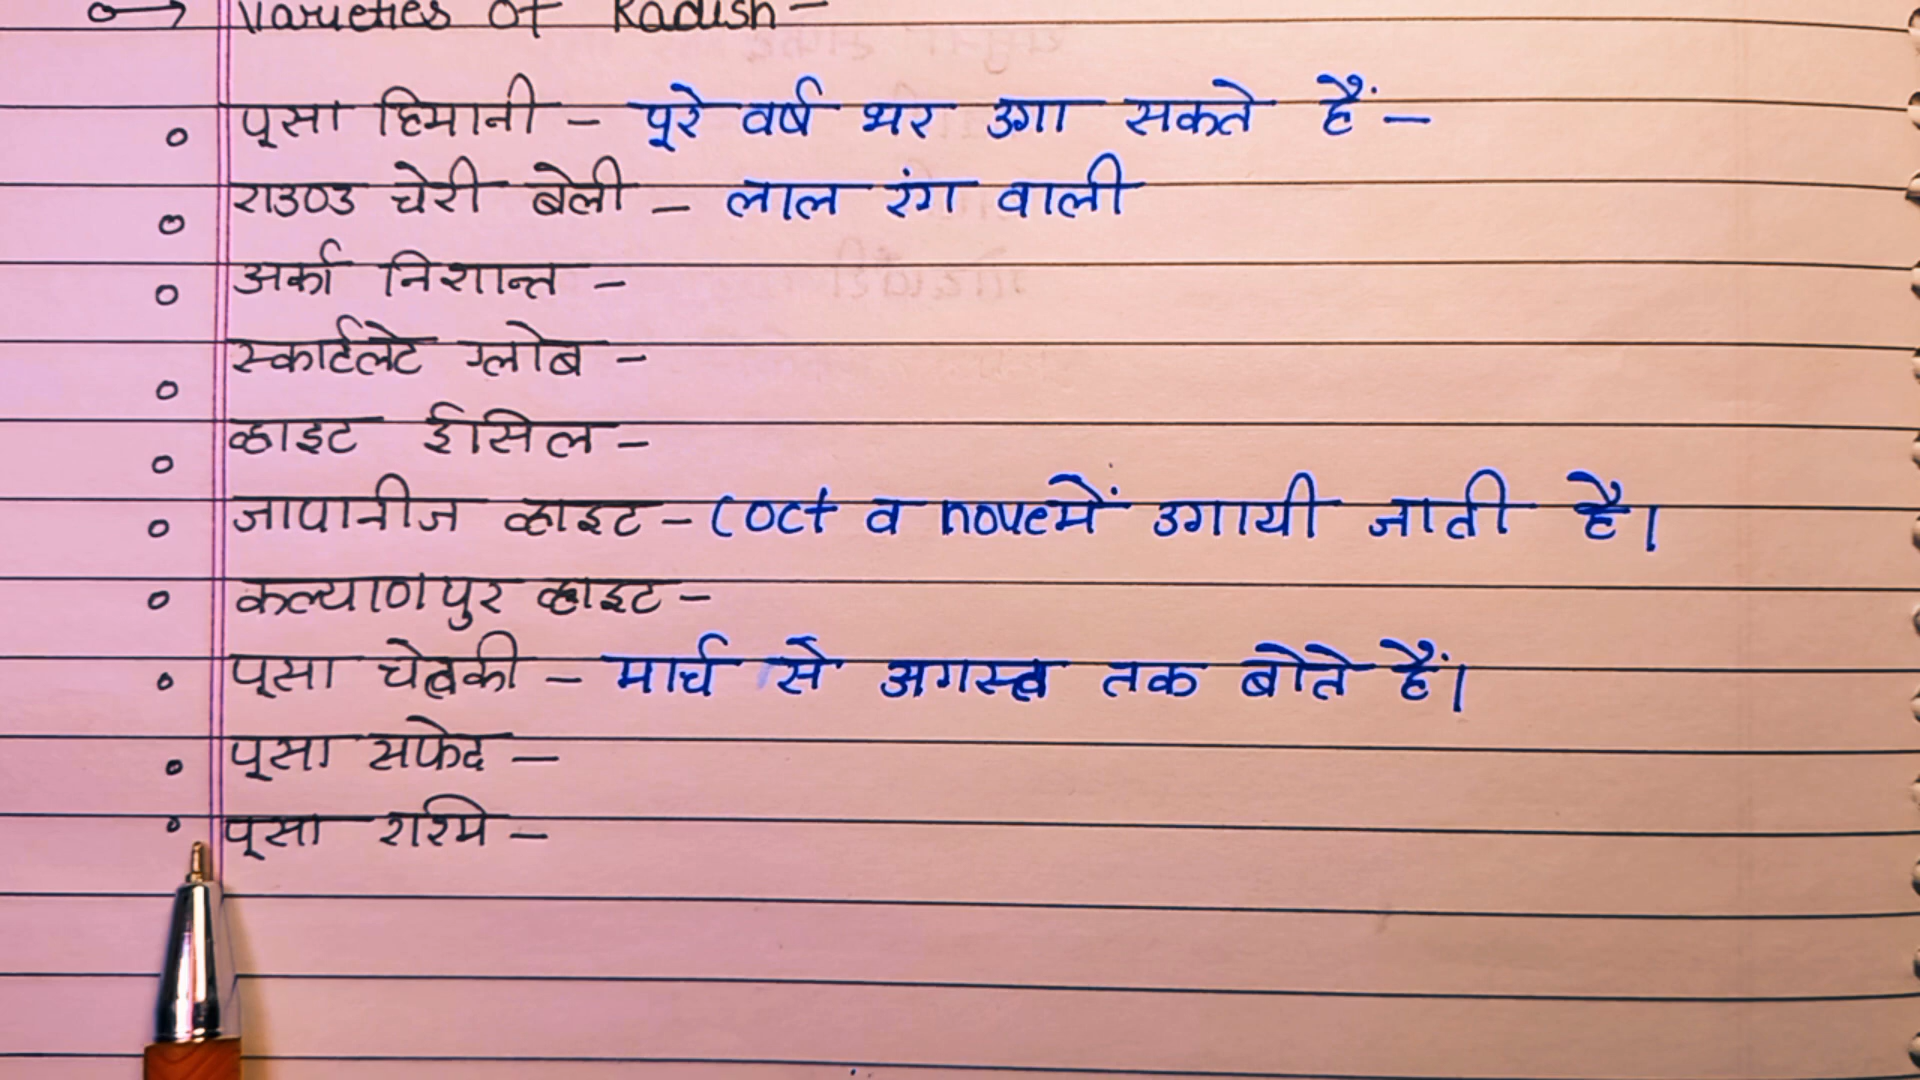 → Varieties of Radish -
पूसा हिमानी - पूरे वर्ष भर उगा सकते हैं -
राउण्ड चेरी बेली - लाल रंग वाली
अर्का निशान्त -
स्कार्टलेट ग्लोब -
व्हाइट ईसिल -
जापानीज व्हाइट - (oct व nove में उगायी जाती है।
कल्याणपुर व्हाइट -
पूसा चेतकी - मार्च से अगस्त तक बोते हैं।
पूसा सफेद -
पूसा रश्मि -